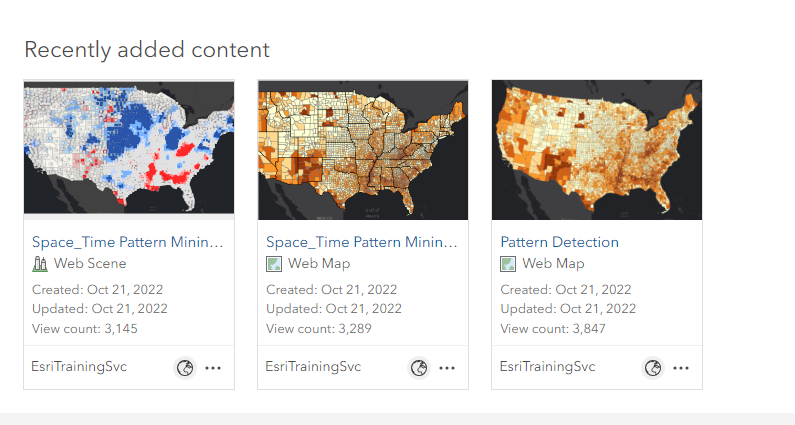 Recently added content
Space_Time Pattern Minin...
Web Scene
Created: Oct 21, 2022
Updated: Oct 21, 2022
View count: 3,145
EsriTrainingSvc
Space_Time Pattern Minin...
Web Map
Created: Oct 21, 2022
Updated: Oct 21, 2022
View count: 3,289
EsriTrainingSvc
Pattern Detection
Web Map
Created: Oct 21, 2022
Updated: Oct 21, 2022
View count: 3,847
EsriTrainingSvc